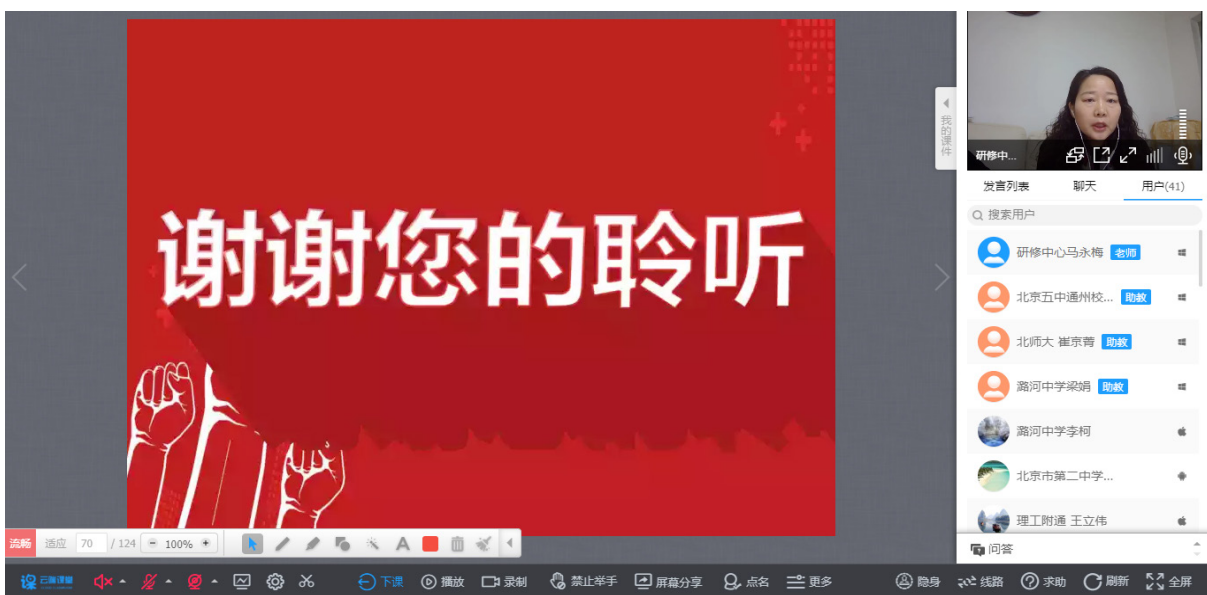 谢谢您的聆听
我的课件
研修中...
发言列表 聊天 用户(41)
搜索用户
研修中心马永梅 老师
北京五中通州校... 助教
北师大 崔京菁 助教
潞河中学梁娟 助教
潞河中学李柯
北京市第二中学...
理工附通 王立伟
问答
流畅 适应 70 / 124 100% A
课 云端课堂 下课 播放 录制 禁止举手 屏幕分享 点名 更多 隐身 线路 求助 刷新 全屏